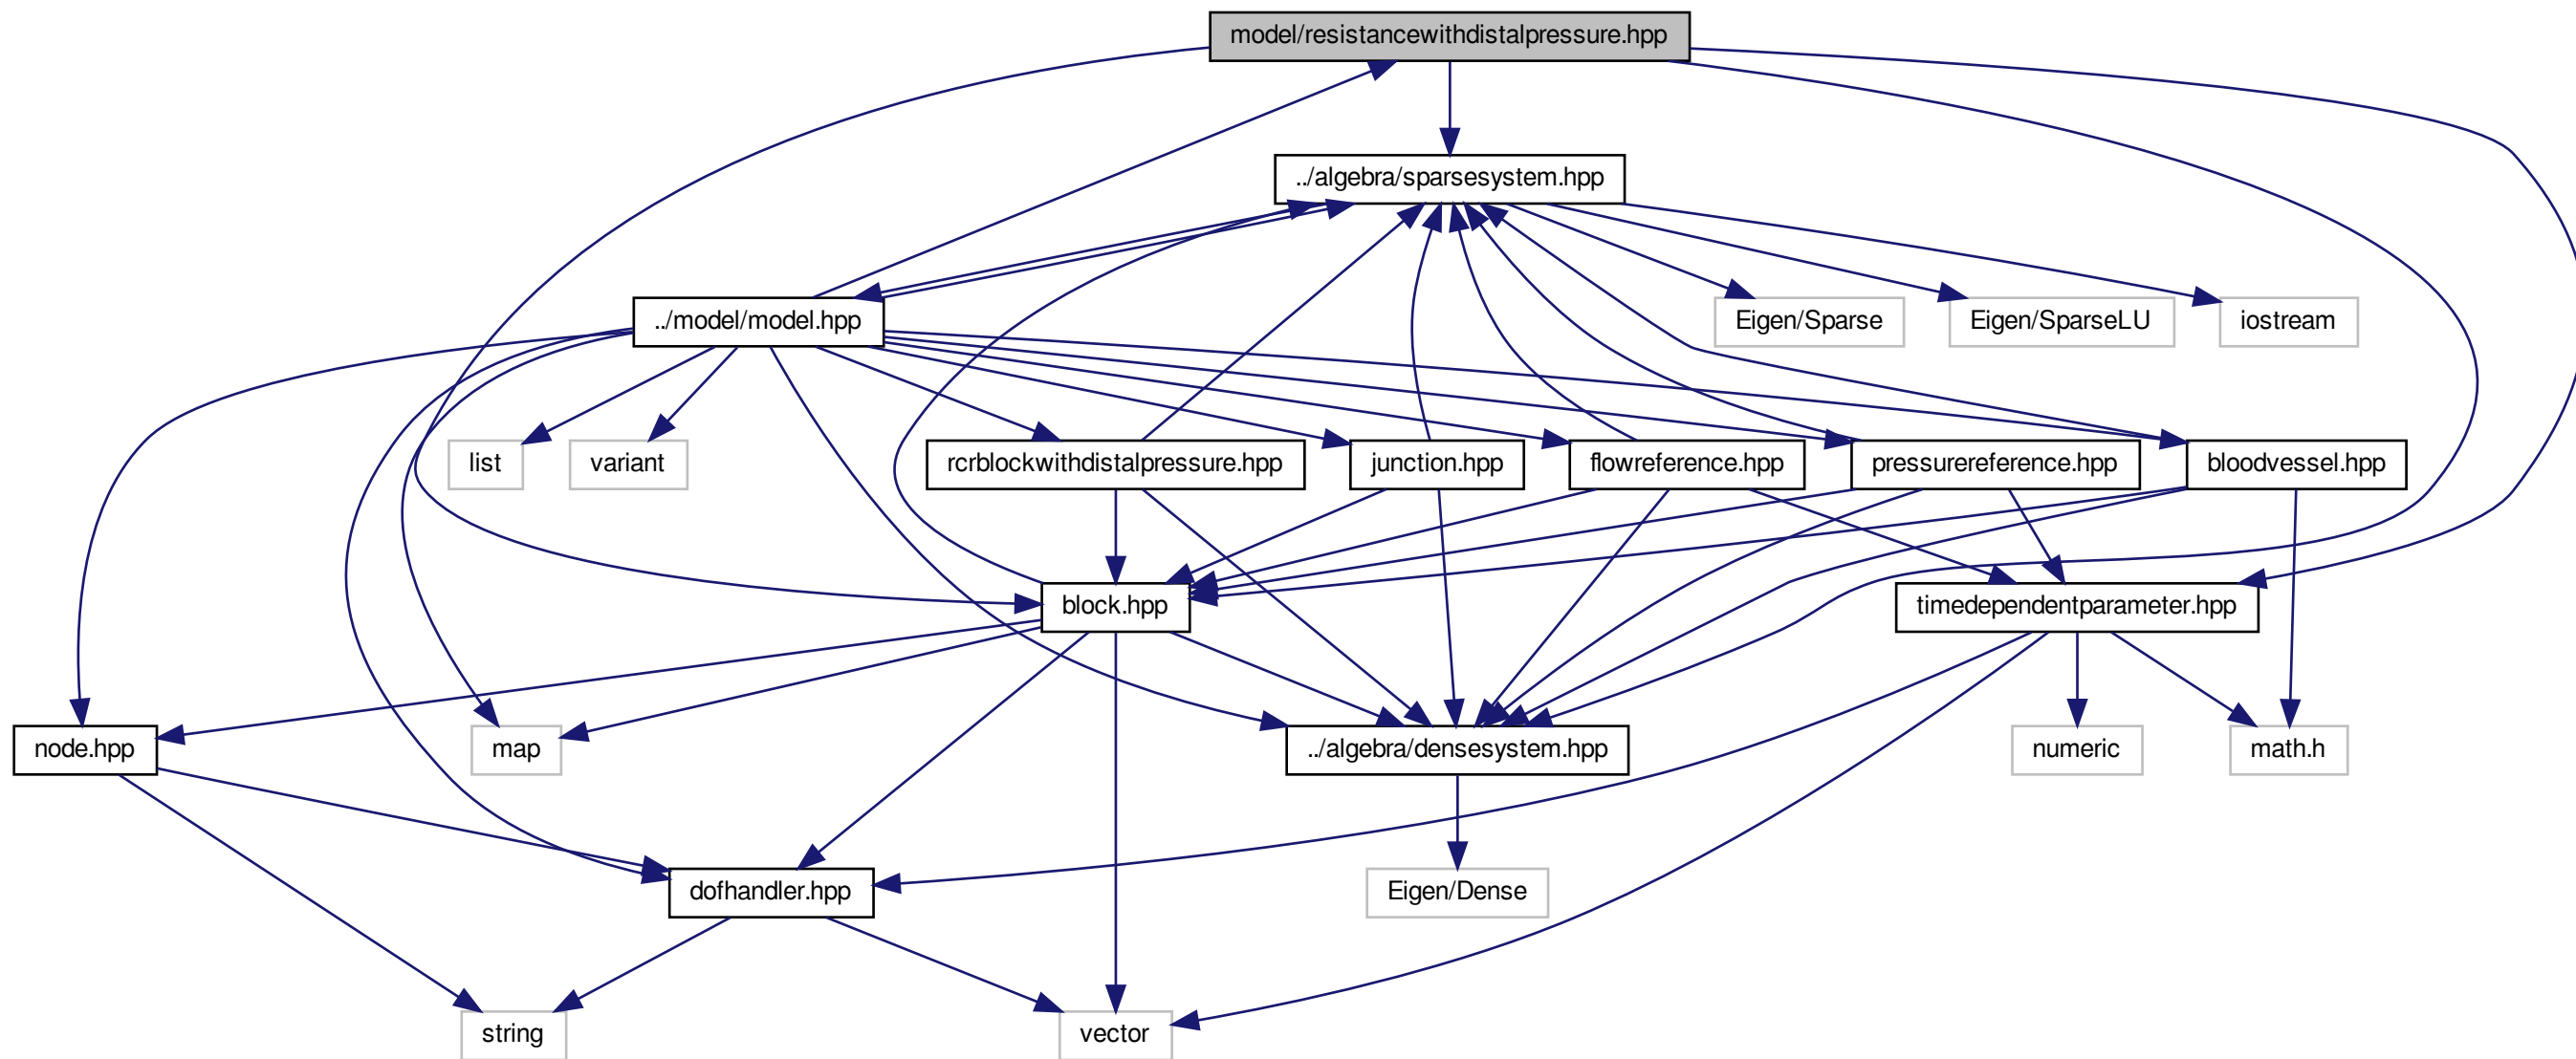 model/resistancewithdistalpressure.hpp
../algebra/sparsesystem.hpp
../model/model.hpp
Eigen/Sparse
Eigen/SparseLU
iostream
list
variant
rcrblockwithdistalpressure.hpp
junction.hpp
flowreference.hpp
pressurereference.hpp
bloodvessel.hpp
block.hpp
timedependentparameter.hpp
node.hpp
map
../algebra/densesystem.hpp
numeric
math.h
dofhandler.hpp
Eigen/Dense
string
vector